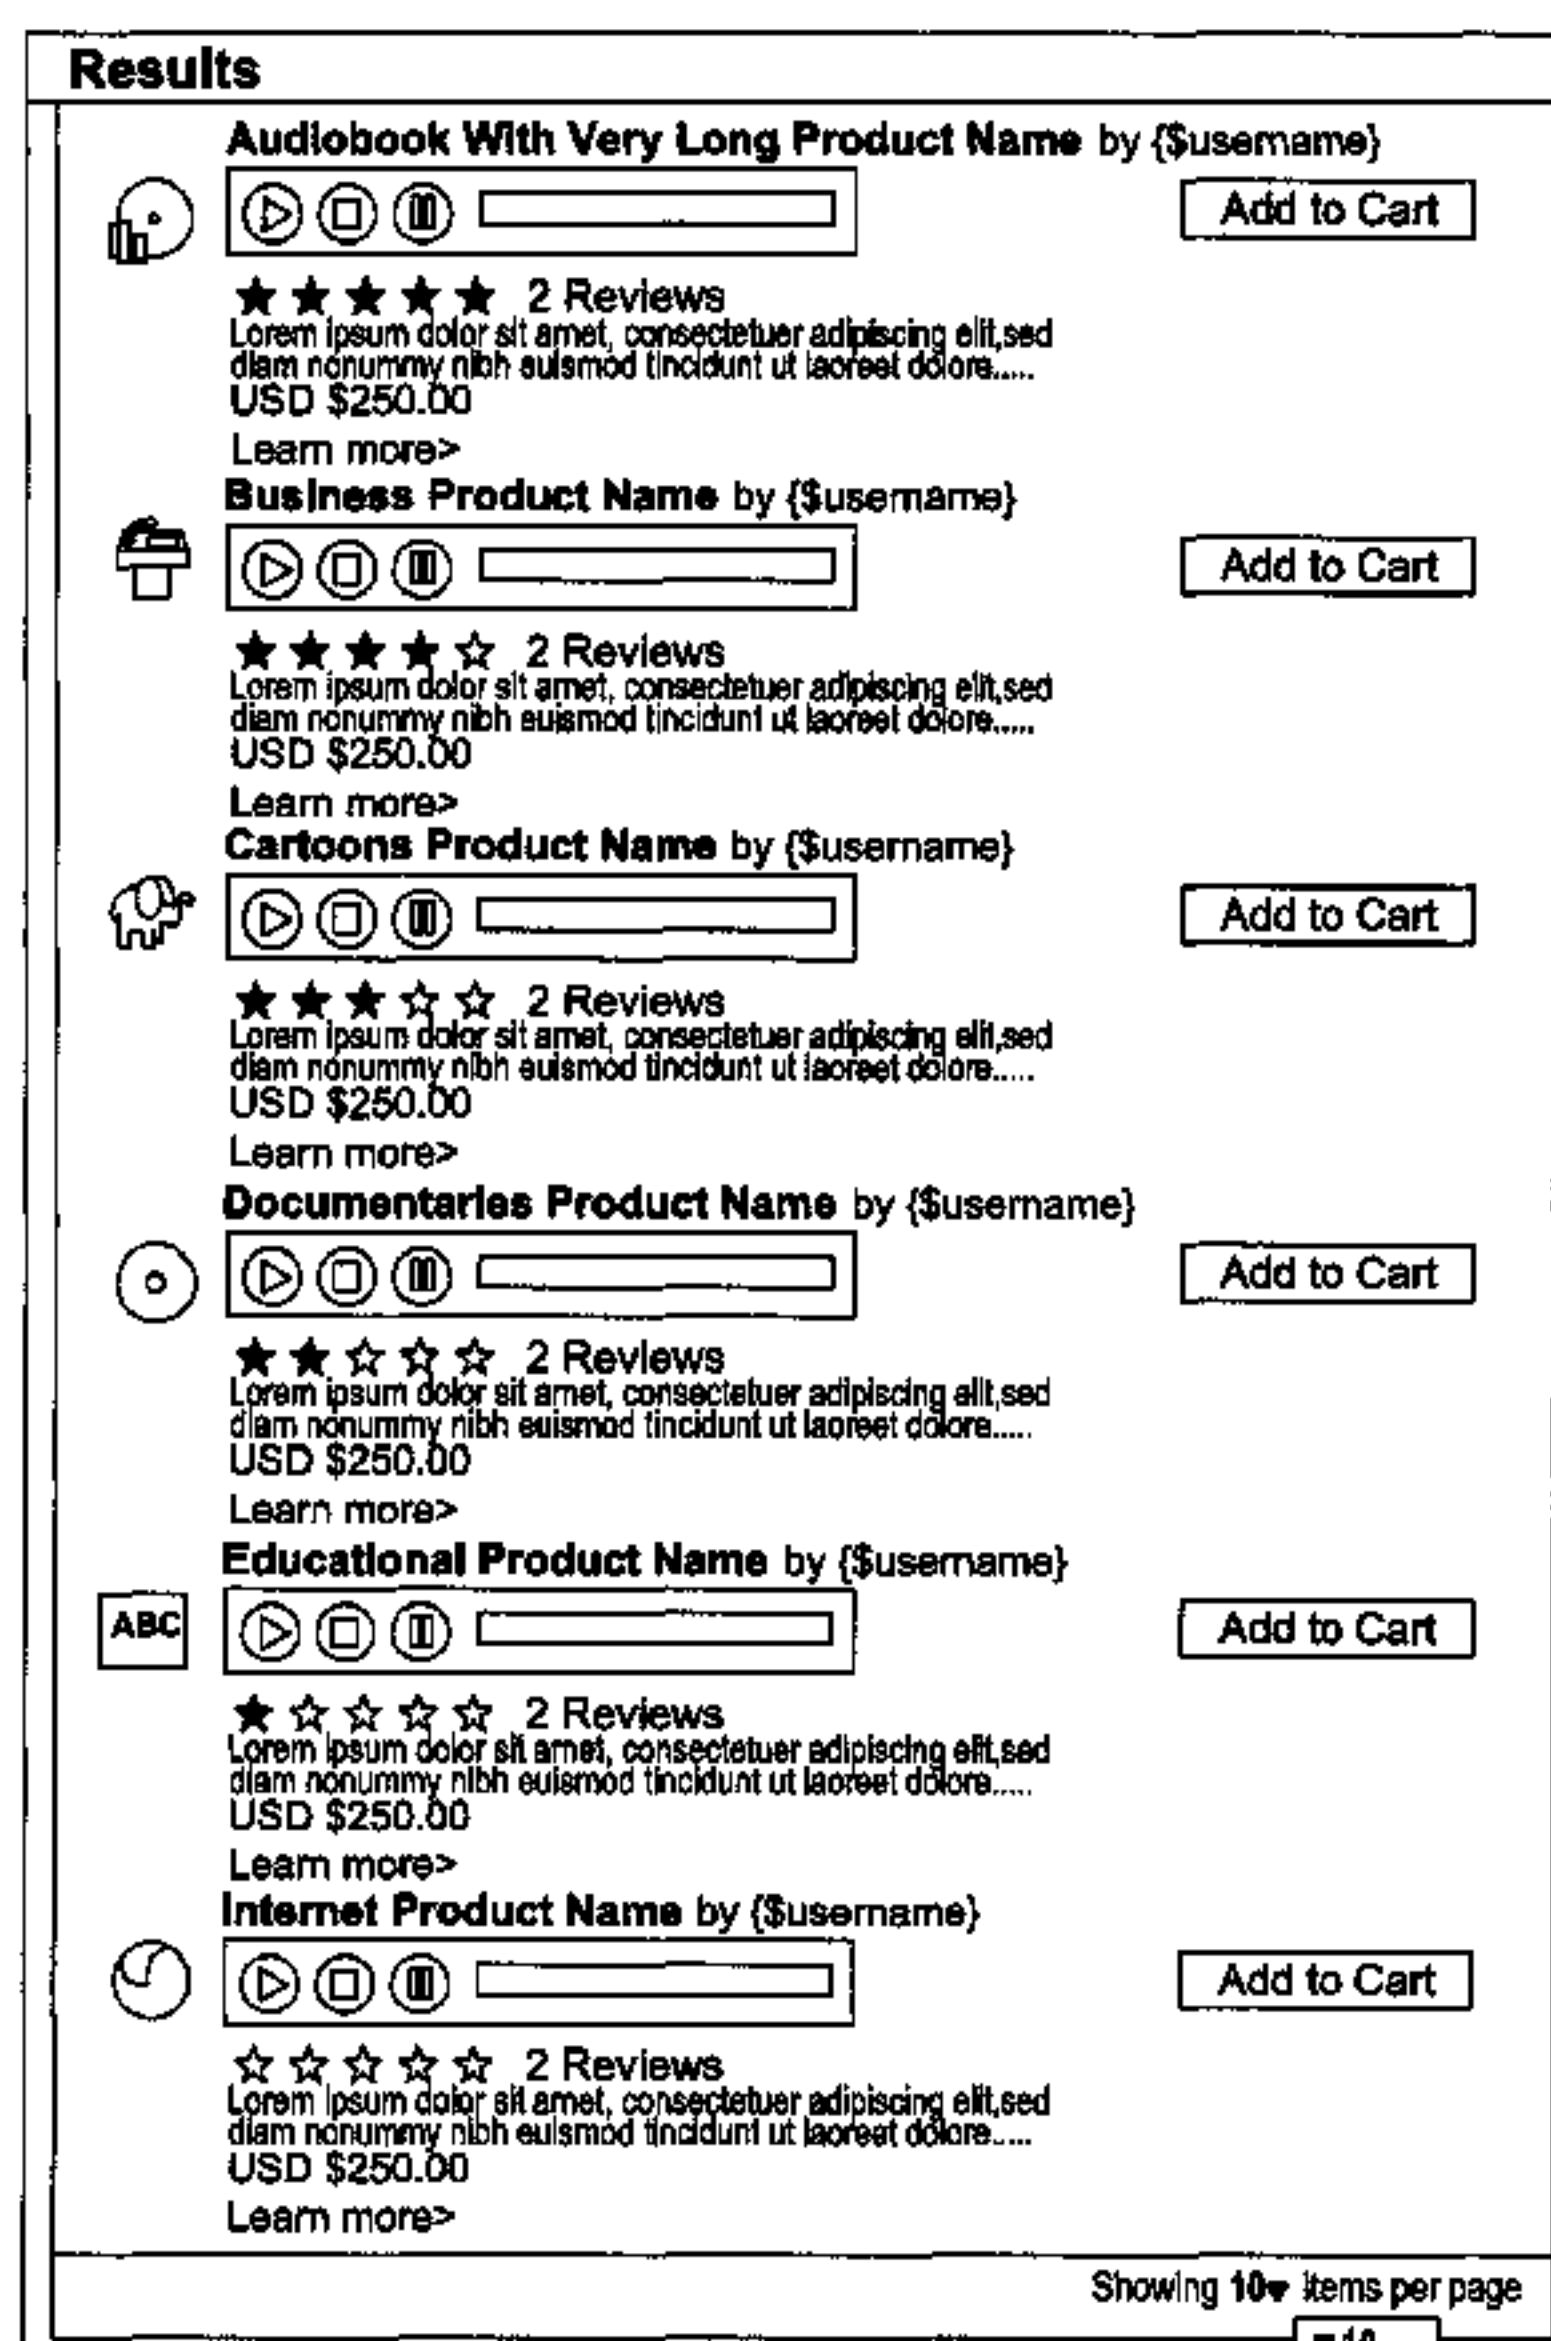 Results
Audiobook With Very Long Product Name by {$username}
Add to Cart
2 Reviews
Lorem ipsum dolor sit amet, consectetuer adipiscing elit,sed
diam nonummy nibh euismod tincidunt ut laoreet dolore.....
USD $250.00
Learn more>
Business Product Name by {$username}
Add to Cart
2 Reviews
Lorem ipsum dolor sit amet, consectetuer adipiscing elit,sed
diam nonummy nibh euismod tincidunt ut laoreet dolore.....
USD $250.00
Learn more>
Cartoons Product Name by {$username}
Add to Cart
2 Reviews
Lorem ipsum dolor sit amet, consectetuer adipiscing elit,sed
diam nonummy nibh euismod tincidunt ut laoreet dolore.....
USD $250.00
Learn more>
Documentaries Product Name by {$username}
Add to Cart
2 Reviews
Lorem ipsum dolor sit amet, consectetuer adipiscing elit,sed
diam nonummy nibh euismod tincidunt ut laoreet dolore.....
USD $250.00
Learn more>
Educational Product Name by {$username}
ABC
Add to Cart
2 Reviews
Lorem ipsum dolor sit amet, consectetuer adipiscing elit,sed
diam nonummy nibh euismod tincidunt ut laoreet dolore.....
USD $250.00
Learn more>
Internet Product Name by {$username}
Add to Cart
2 Reviews
Lorem ipsum dolor sit amet, consectetuer adipiscing elit,sed
diam nonummy nibh euismod tincidunt ut laoreet dolore.....
USD $250.00
Learn more>
Showing 10 items per page